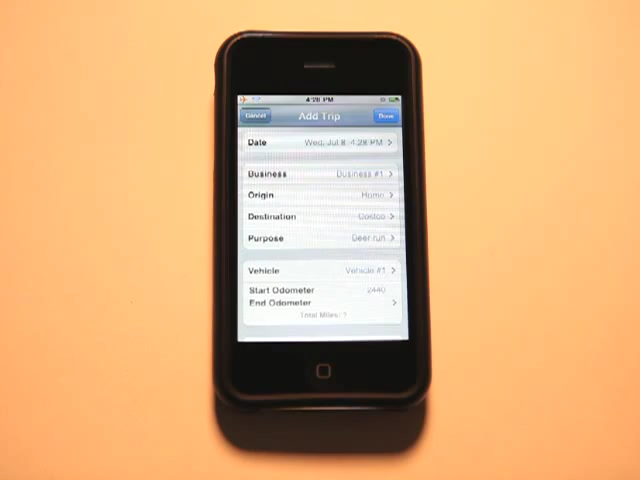 4:28 PM
Cancel Add Trip Done
Date Wed, Jul 8, 4:28 PM
Business Business #1
Origin Home
Destination Costco
Purpose
Vehicle Vehicle #1
Start Odometer 2440
End Odometer
Total Miles: ?